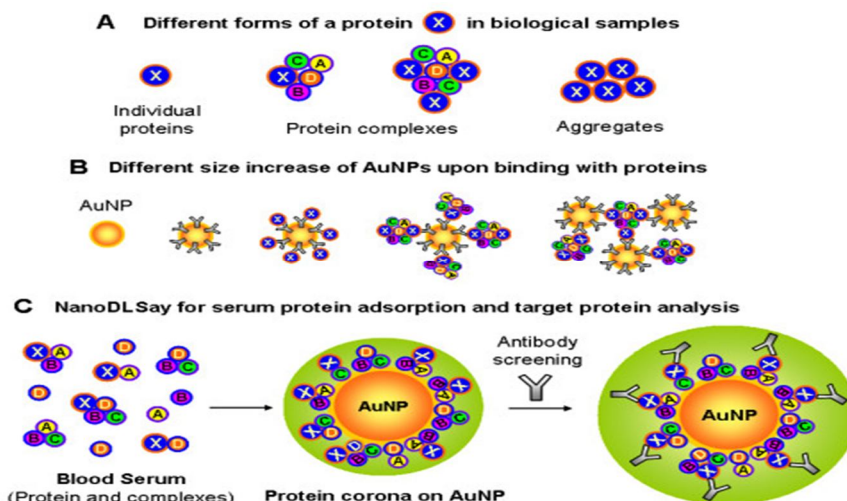 A Different forms of a protein X in biological samples
X
C A X D B
C A X D X B C X
X X X X X
Individual proteins
Protein complexes
Aggregates
B Different size increase of AuNPs upon binding with proteins
AuNP
C NanoDLSay for serum protein adsorption and target protein analysis
Antibody screening
AuNP
AuNP
Blood Serum
(Protein and complexes)
Protein corona on AuNP